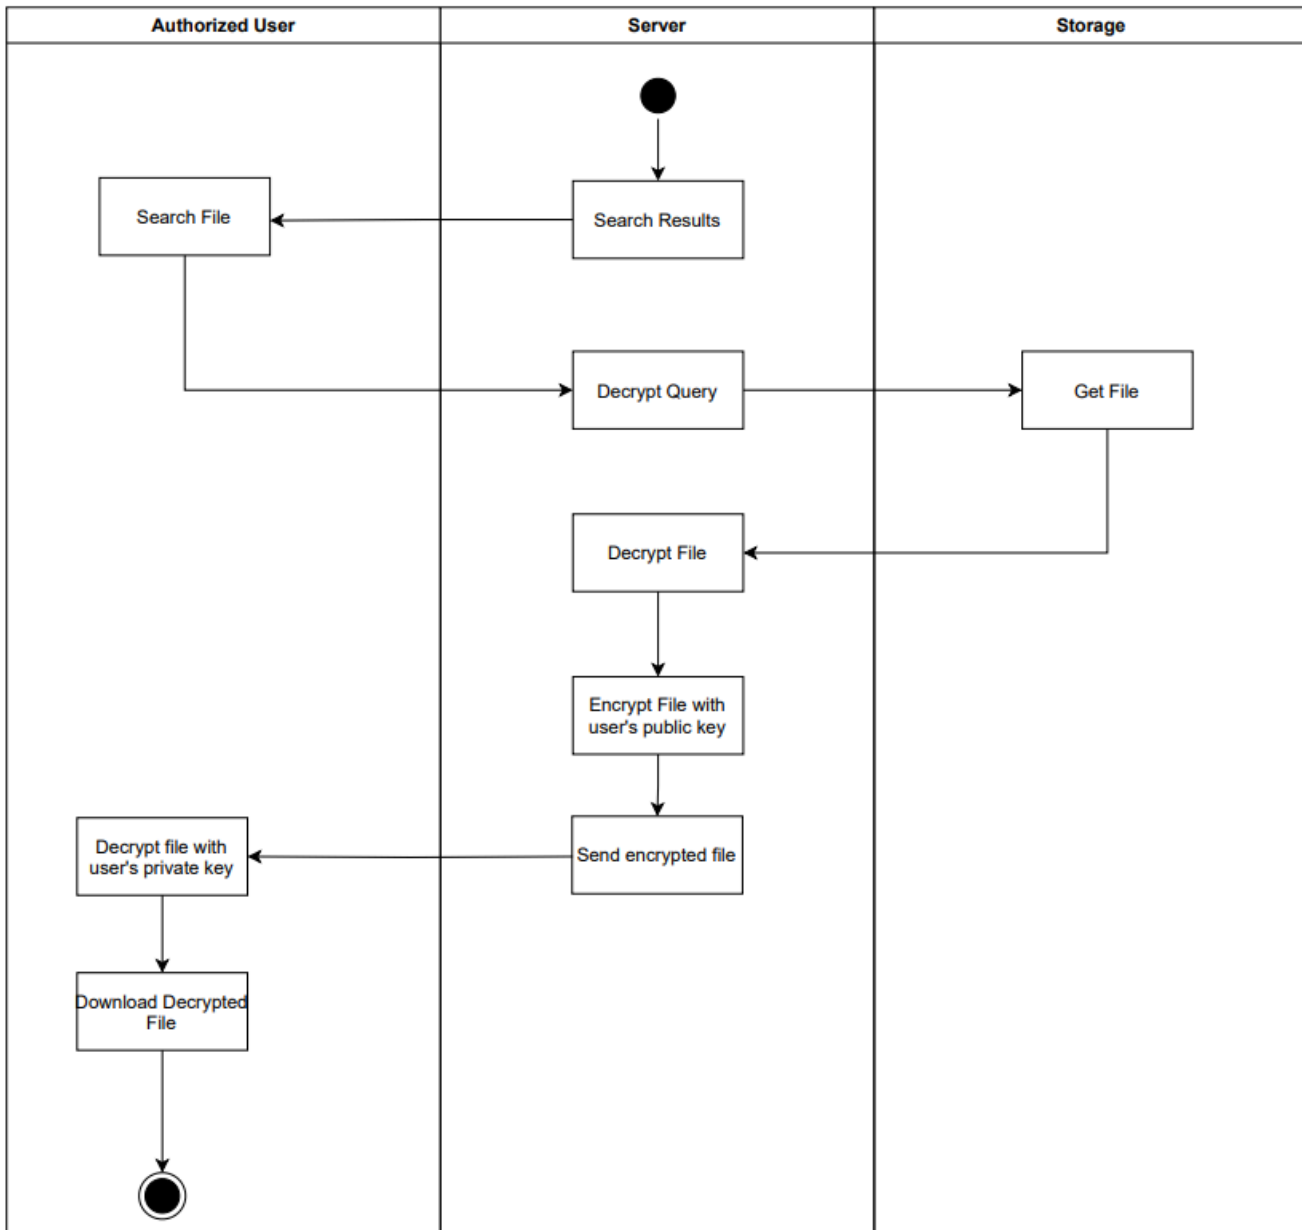 Authorized User
Server
Storage
Search File
Search Results
Decrypt Query
Get File
Decrypt File
Encrypt File with
user's public key
Decrypt file with
user's private key
Send encrypted file
Download Decrypted
File